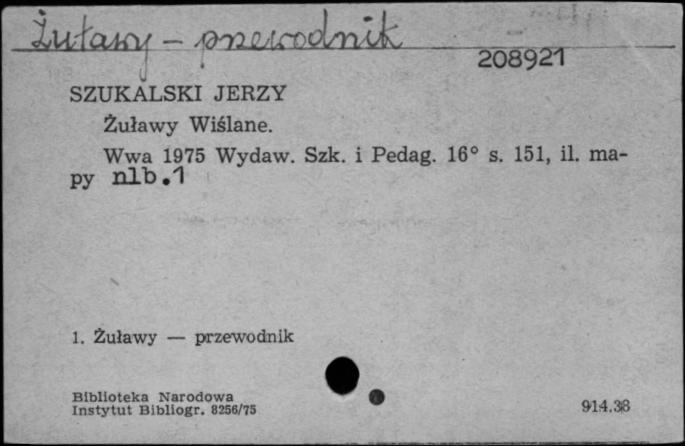 Żuławy – przewodnik
208921
SZUKALSKI JERZY
Żuławy Wiślane.
Wwa 1975 Wydaw. Szk. i Pedag. 16° s. 151, il. ma-
py nlb.1
1. Żuławy — przewodnik
Biblioteka Narodowa
Instytut Bibliogr. 8256/75
914.38